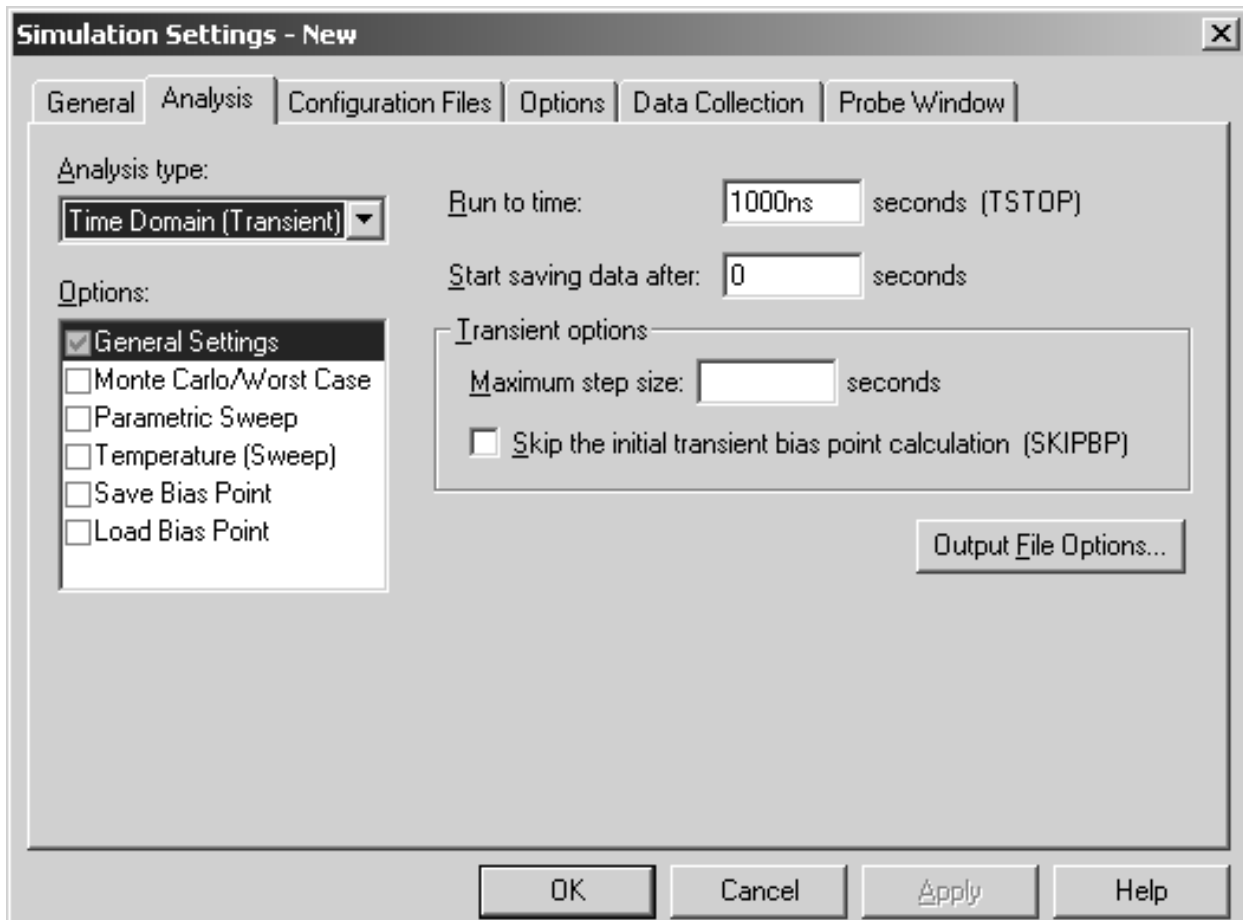 Simulation Settings - New
General Analysis Configuration Files Options Data Collection Probe Window
Analysis type:
Time Domain (Transient)
Options:
General Settings
Monte Carlo/Worst Case
Parametric Sweep
Temperature (Sweep)
Save Bias Point
Load Bias Point
Run to time: 1000ns seconds (TSTOP)
Start saving data after: 0 seconds
Transient options
Maximum step size: seconds
Skip the initial transient bias point calculation (SKIPBP)
Output File Options...
OK Cancel Apply Help